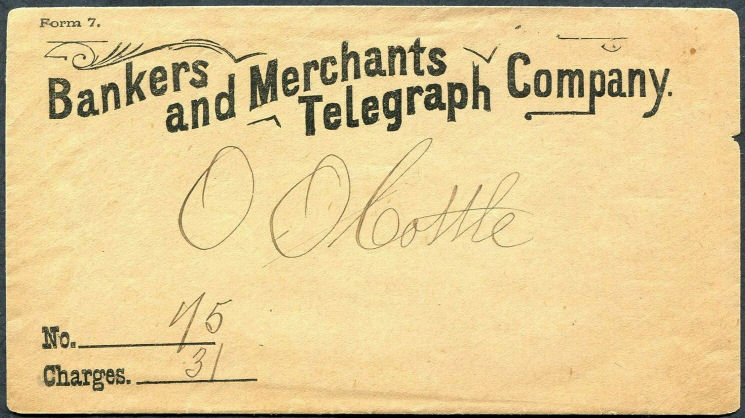 Form 7.
Bankers and Merchants Telegraph Company.
O O Cottle
No. 45
Charges. 31